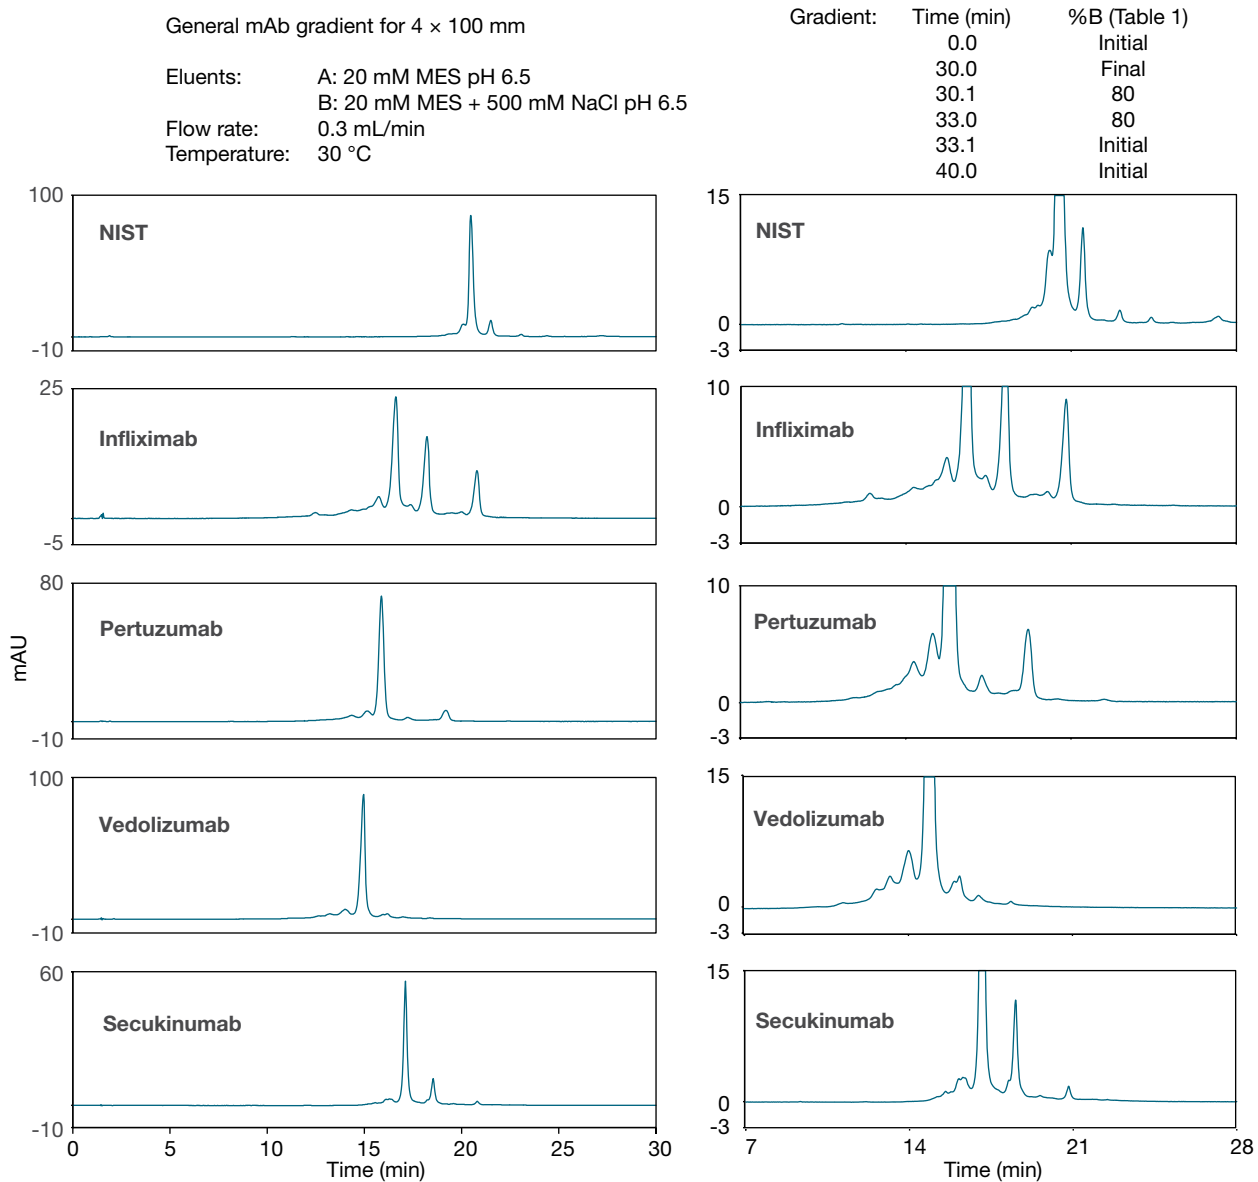 General mAb gradient for 4 × 100 mm
Eluents: A: 20 mM MES pH 6.5
B: 20 mM MES + 500 mM NaCl pH 6.5
Flow rate: 0.3 mL/min
Temperature: 30 °C
Gradient: Time (min) %B (Table 1)
0.0 Initial
30.0 Final
30.1 80
33.0 80
33.1 Initial
40.0 Initial
mAU
100
NIST
-10
25
Infliximab
-5
80
Pertuzumab
-10
100
Vedolizumab
-10
60
Secukinumab
-10
0 5 10 15 20 25 30
Time (min)
15
NIST
0
-3
10
Infliximab
0
-3
10
Pertuzumab
0
-3
15
Vedolizumab
0
-3
15
Secukinumab
0
-3
7 14 21 28
Time (min)